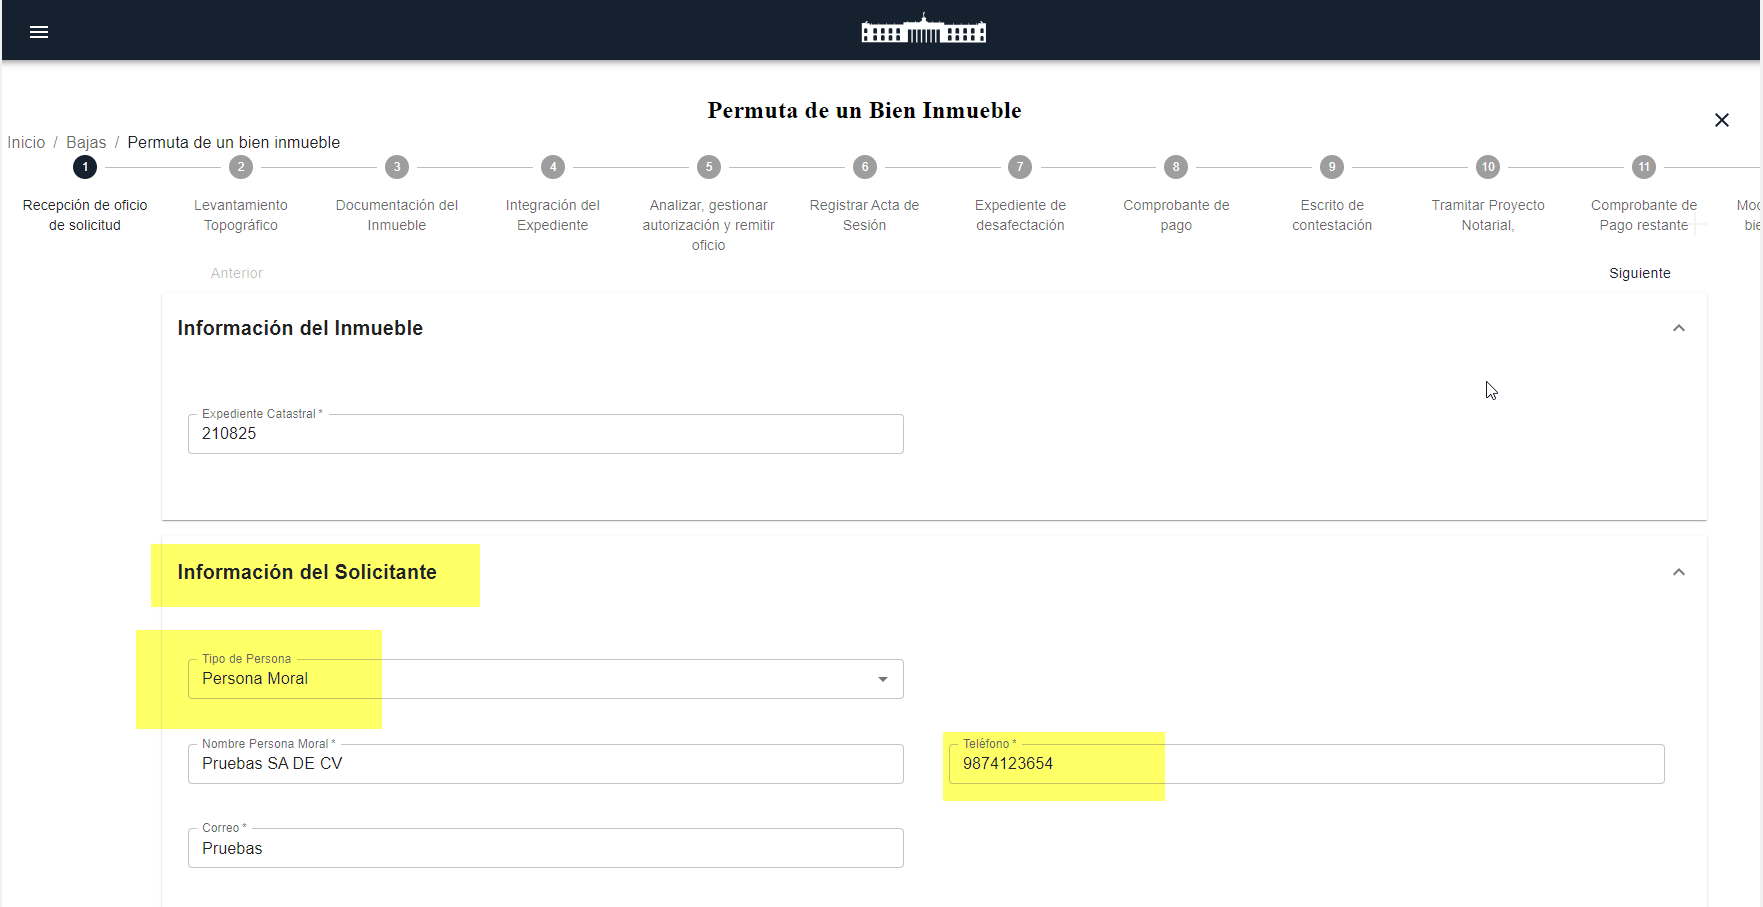 Permuta de un Bien Inmueble
Inicio / Bajas / Permuta de un bien inmueble
1
Recepción de oficio
de solicitud
2
Levantamiento
Topográfico
3
Documentación del
Inmueble
4
Integración del
Expediente
5
Analizar, gestionar
autorización y remitir
oficio
6
Registrar Acta de
Sesión
7
Expediente de
desafectación
8
Comprobante de
pago
9
Escrito de
contestación
10
Tramitar Proyecto
Notarial,
11
Comprobante de
Pago restante
Anterior
Siguiente
Información del Inmueble
Expediente Catastral *
210825
Información del Solicitante
Tipo de Persona
Persona Moral
Nombre Persona Moral *
Pruebas SA DE CV
Teléfono *
9874123654
Correo *
Pruebas